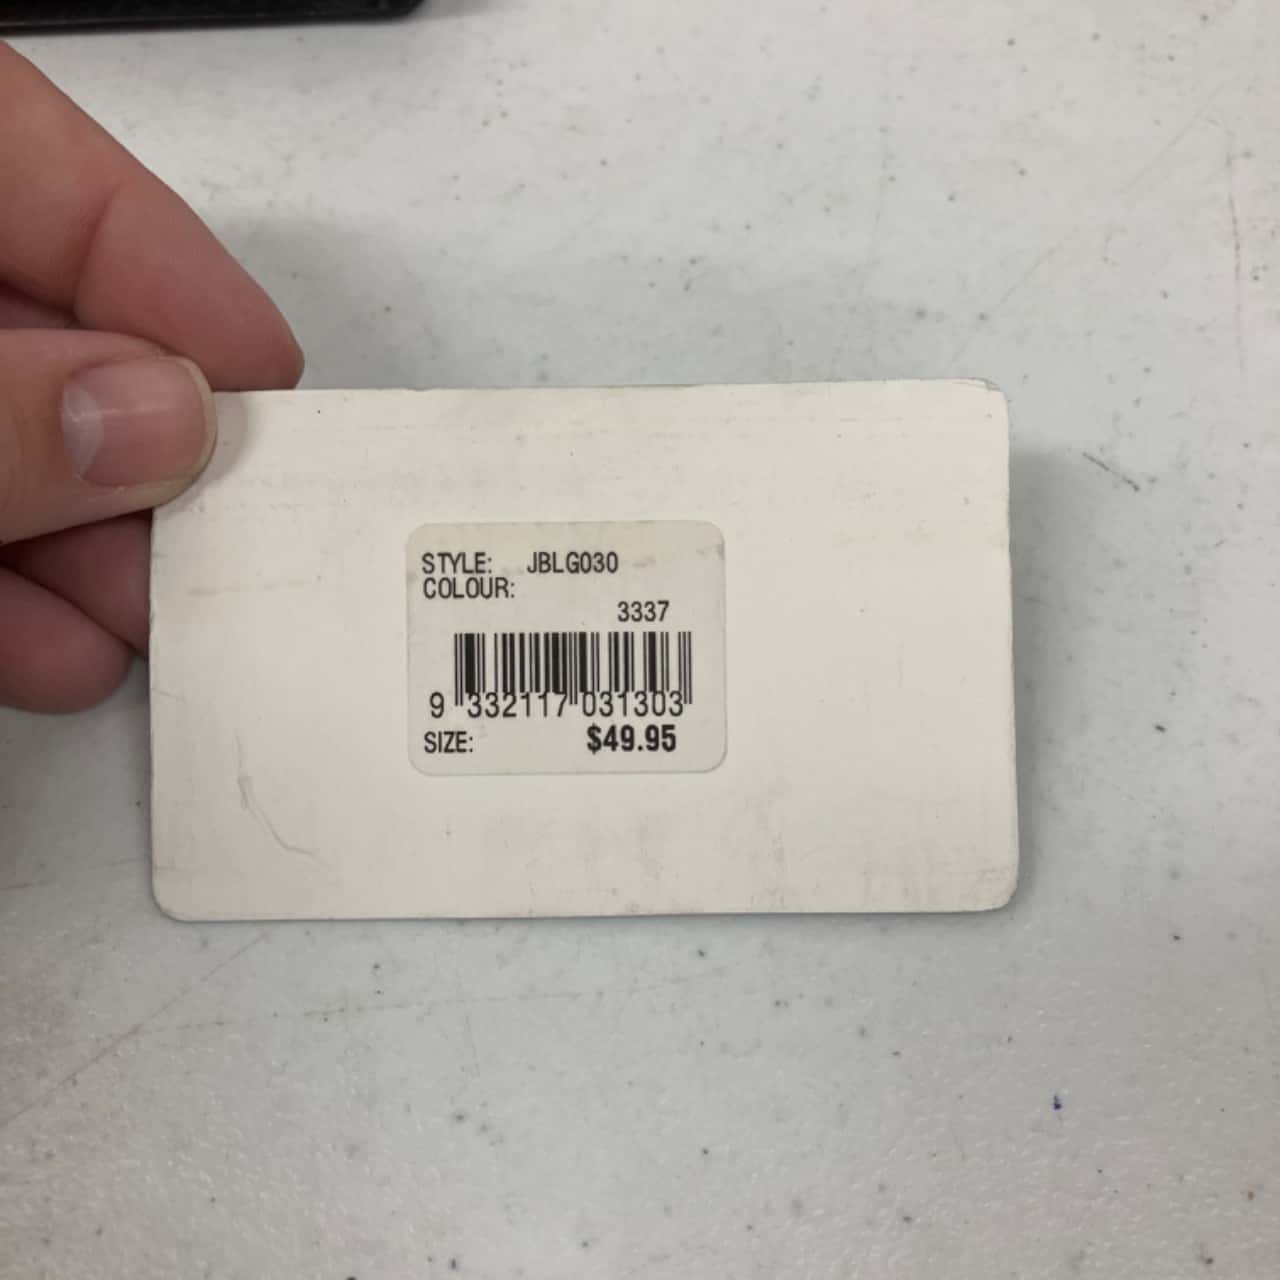 STYLE: JBLG030
COLOUR:
3337
9 332117 031303
SIZE: $49.95